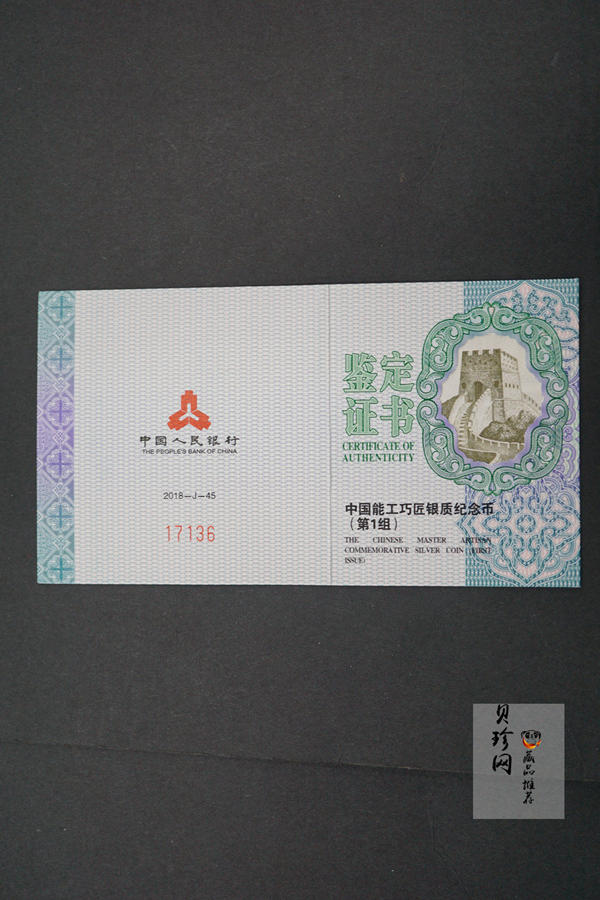 中国人民银行
THE PEOPLE'S BANK OF CHINA
2018-J-45
17136
鉴定
证书
CERTIFICATE OF
AUTHENTICITY
中国能工巧匠银质纪念币
（第1组）
THE CHINESE MASTER ARTISAN
COMMEMORATIVE SILVER COIN (FIRST
ISSUE)
贝珍网
藏品推荐